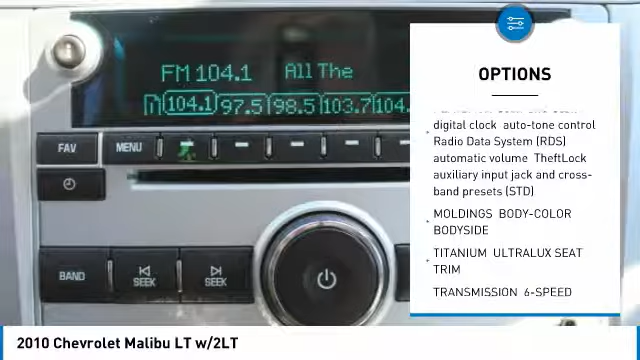 FM 104.1 All The
104.1 97.5 98.5 103.7 104.
FAV
MENU
BAND
SEEK
SEEK
OPTIONS
digital clock auto-tone control
Radio Data System (RDS)
automatic volume TheftLock
auxiliary input jack and cross-
band presets (STD)
MOLDINGS BODY-COLOR
BODYSIDE
TITANIUM ULTRALUX SEAT
TRIM
TRANSMISSION 6-SPEED
2010 Chevrolet Malibu LT w/2LT